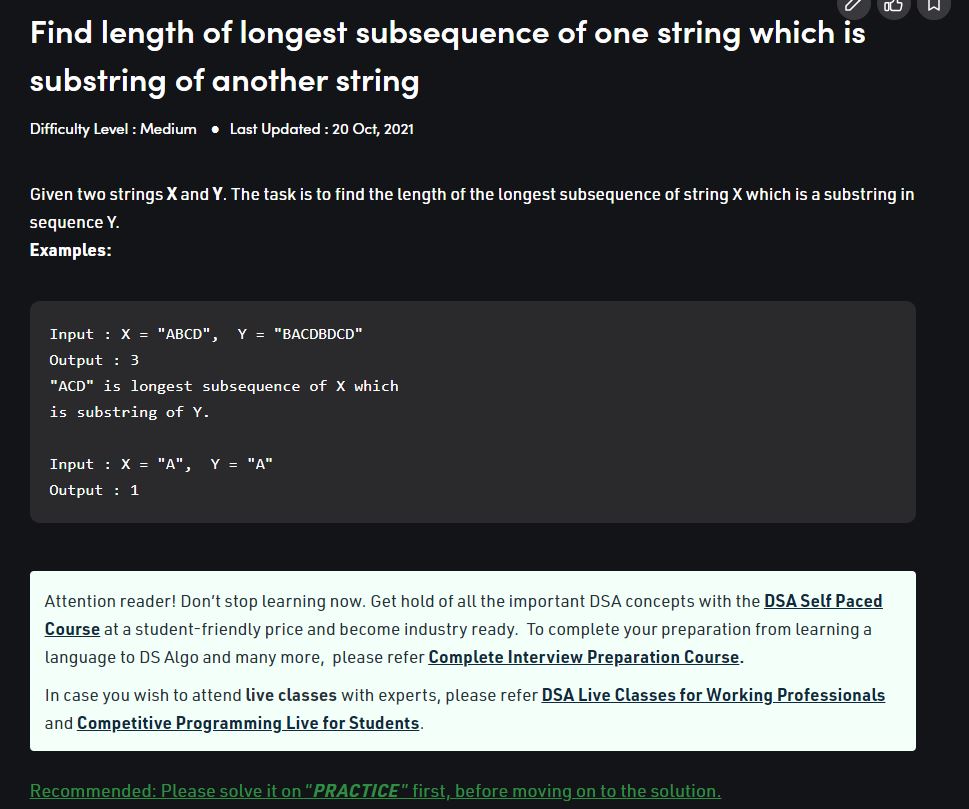 Find length of longest subsequence of one string which is
substring of another string
Difficulty Level : Medium ● Last Updated : 20 Oct, 2021
Given two strings X and Y. The task is to find the length of the longest subsequence of string X which is a substring in
sequence Y.
Examples:
Input : X = "ABCD",  Y = "BACDBDCD"
Output : 3
"ACD" is longest subsequence of X which
is substring of Y.
Input : X = "A",  Y = "A"
Output : 1
Attention reader! Don’t stop learning now. Get hold of all the important DSA concepts with the DSA Self Paced
Course at a student-friendly price and become industry ready.  To complete your preparation from learning a
language to DS Algo and many more,  please refer Complete Interview Preparation Course.
In case you wish to attend live classes with experts, please refer DSA Live Classes for Working Professionals
and Competitive Programming Live for Students.
Recommended: Please solve it on “PRACTICE” first, before moving on to the solution.